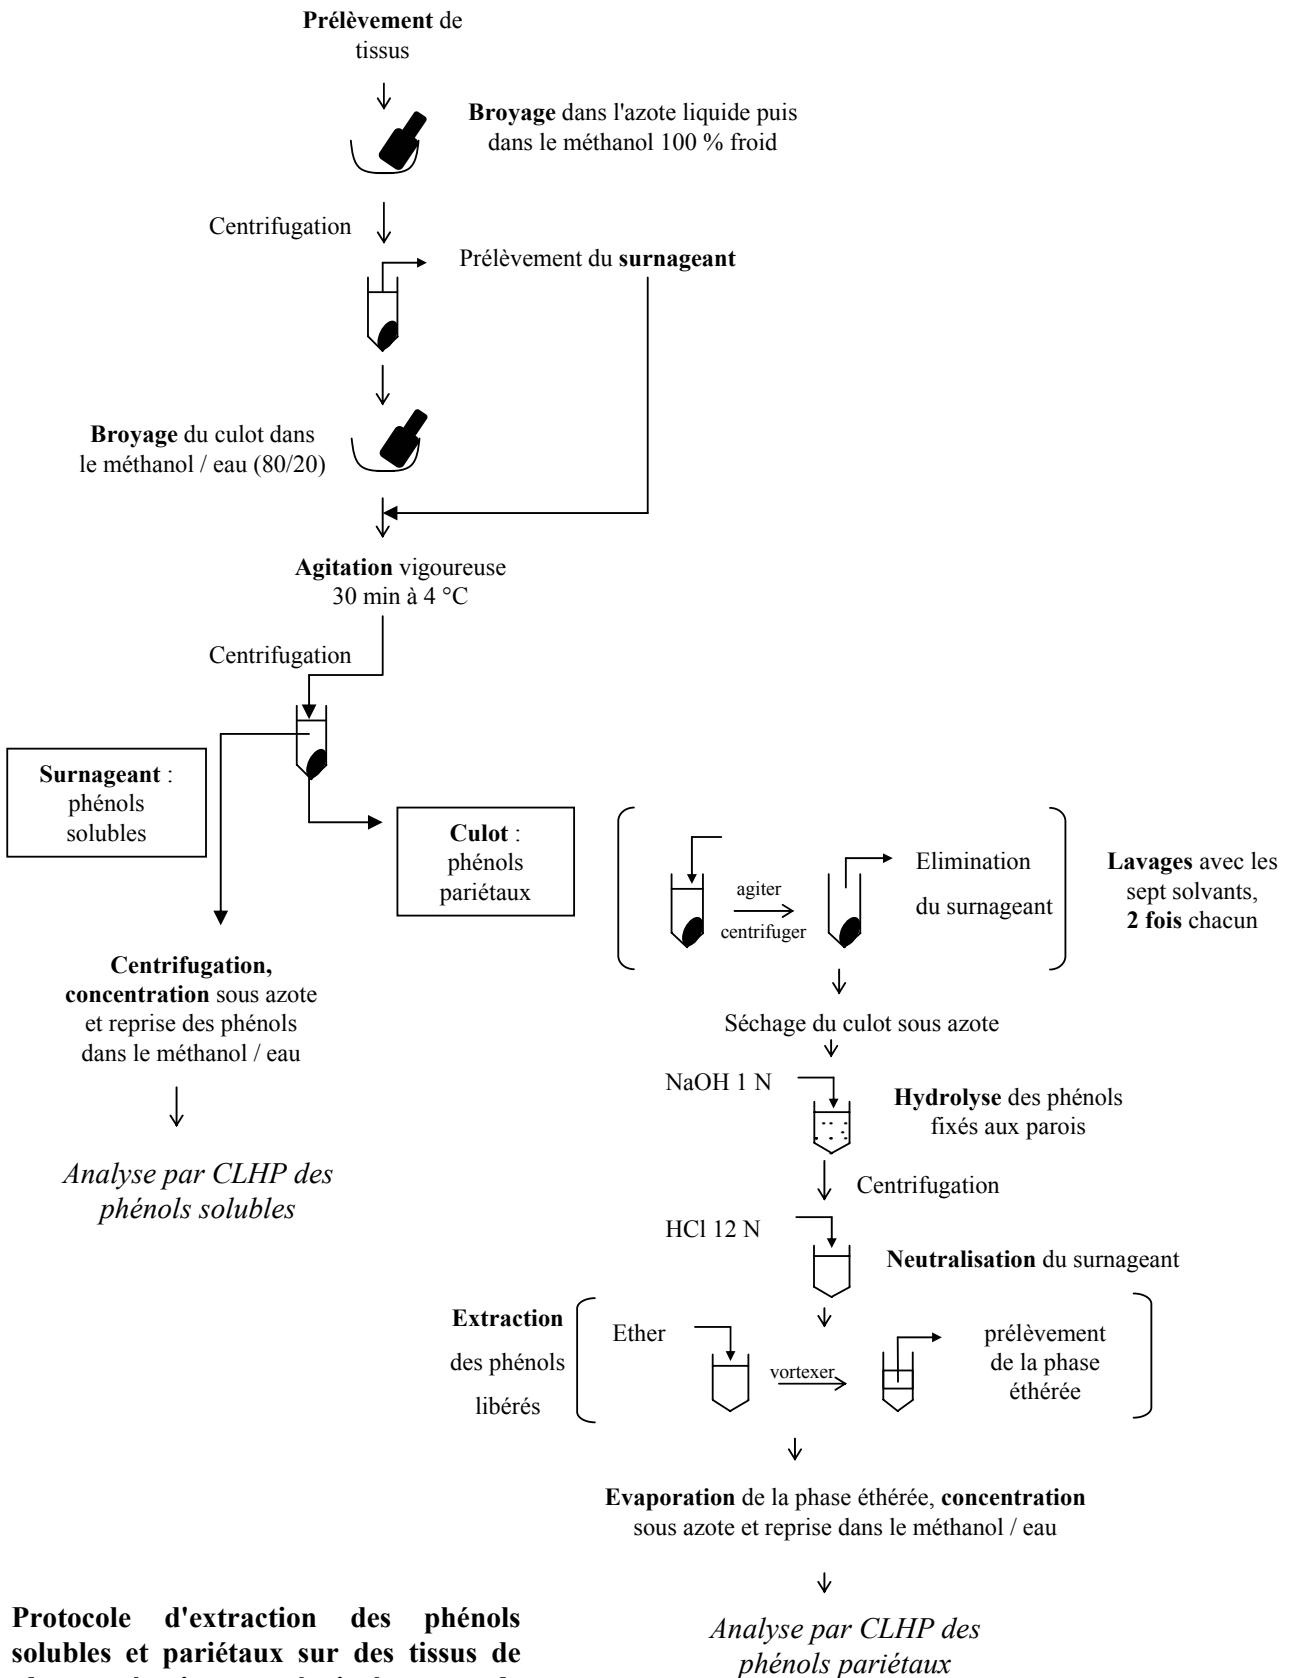 Prélèvement de
tissus
Broyage dans l'azote liquide puis
dans le méthanol 100 % froid
Centrifugation
Prélèvement du surnageant
Broyage du culot dans
le méthanol / eau (80/20)
Agitation vigoureuse
30 min à 4 °C
Centrifugation
Surnageant :
phénols
solubles
Culot :
phénols
pariétaux
agiter
centrifuger
Elimination
du surnageant
Lavages avec les
sept solvants,
2 fois chacun
Centrifugation,
concentration sous azote
et reprise des phénols
dans le méthanol / eau
Analyse par CLHP des
phénols solubles
Séchage du culot sous azote
NaOH 1 N
Hydrolyse des phénols
fixés aux parois
Centrifugation
HCl 12 N
Neutralisation du surnageant
Extraction
des phénols
libérés
Ether
vortexer
prélèvement
de la phase
éthérée
Evaporation de la phase éthérée, concentration
sous azote et reprise dans le méthanol / eau
Analyse par CLHP des
phénols pariétaux
Protocole d'extraction des phénols
solubles et pariétaux sur des tissus de